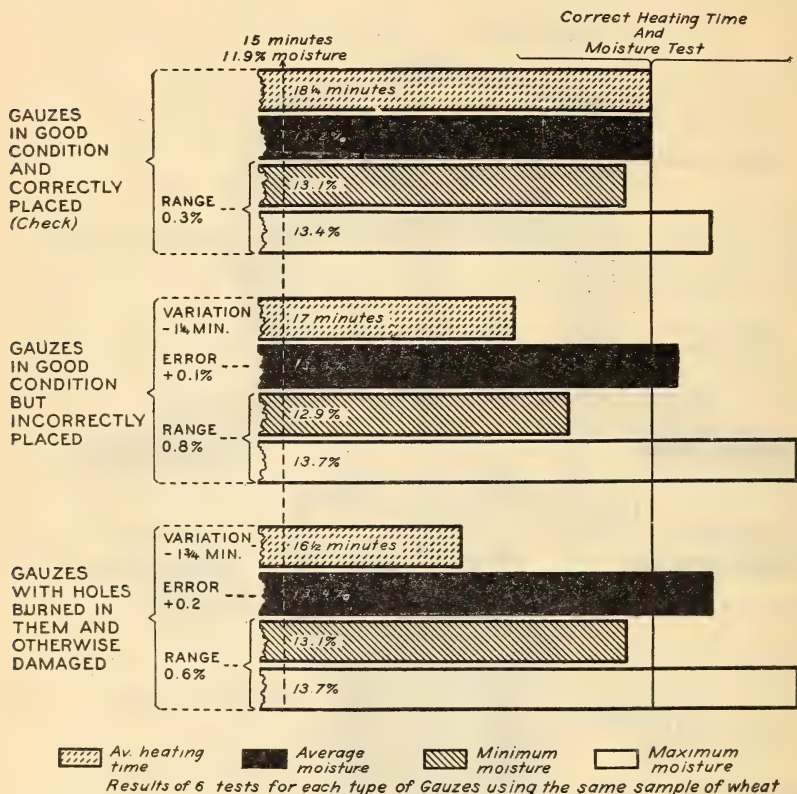 Correct Heating Time
And
Moisture Test
15 minutes
11.9% moisture
GAUZES
IN GOOD
CONDITION
AND
CORRECTLY
PLACED
(Check)
RANGE
0.3%
18¼ minutes
13.2%
13.1%
13.4%
GAUZES
IN GOOD
CONDITION
BUT
INCORRECTLY
PLACED
VARIATION
- 1¼ MIN.
ERROR
+0.1%
RANGE
0.8%
17 minutes
12.9%
13.7%
GAUZES
WITH HOLES
BURNED IN
THEM AND
OTHERWISE
DAMAGED
VARIATION
- 1¾ MIN.
ERROR
+0.2
RANGE
0.6%
16½ minutes
13.4%
13.1%
13.7%
Av. heating
time
Average
moisture
Minimum
moisture
Maximum
moisture
Results of 6 tests for each type of Gauzes using the same sample of wheat